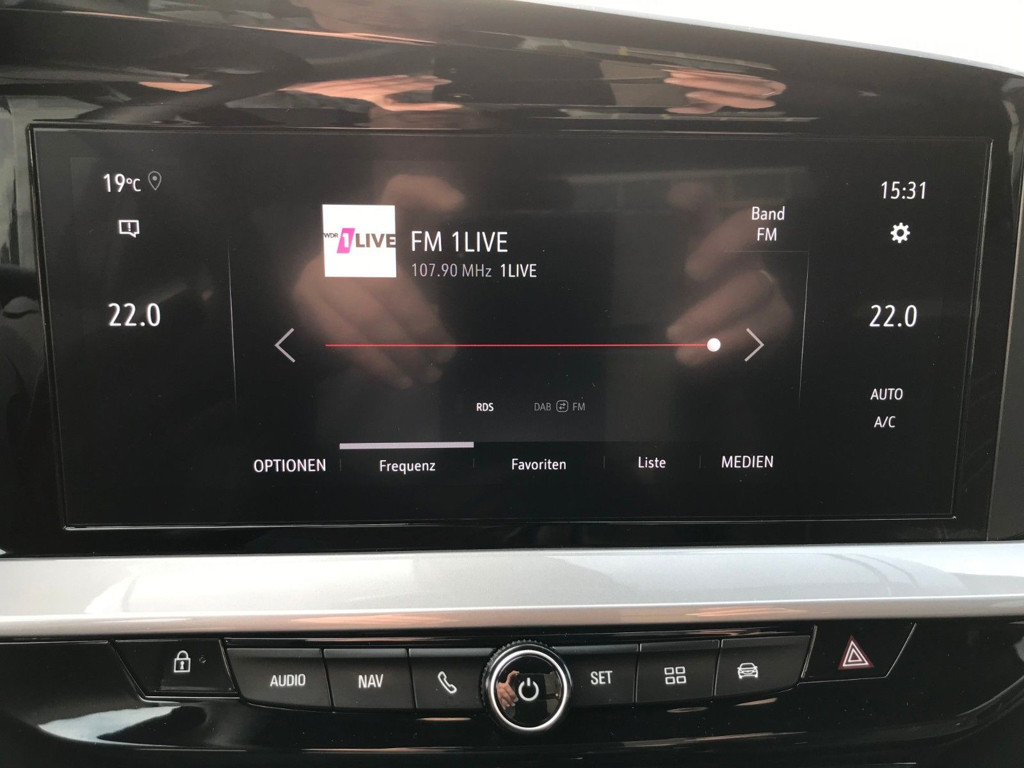 19°C
15:31
WDR 1LIVE
FM 1LIVE
107.90 MHz 1LIVE
Band
FM
22.0
22.0
RDS
DAB FM
AUTO
A/C
OPTIONEN
Frequenz
Favoriten
Liste
MEDIEN
AUDIO
NAV
SET